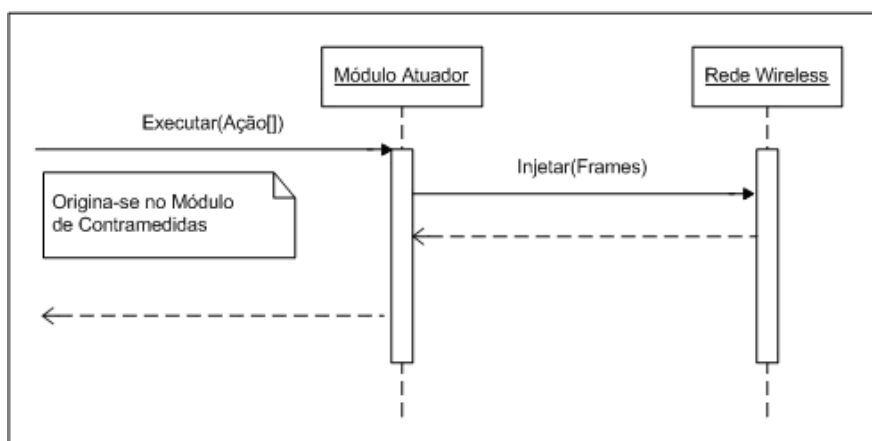 Módulo Atuador
Rede Wireless
Executar(Ação[])
Injetar(Frames)
Origina-se no Módulo
de Contramedidas